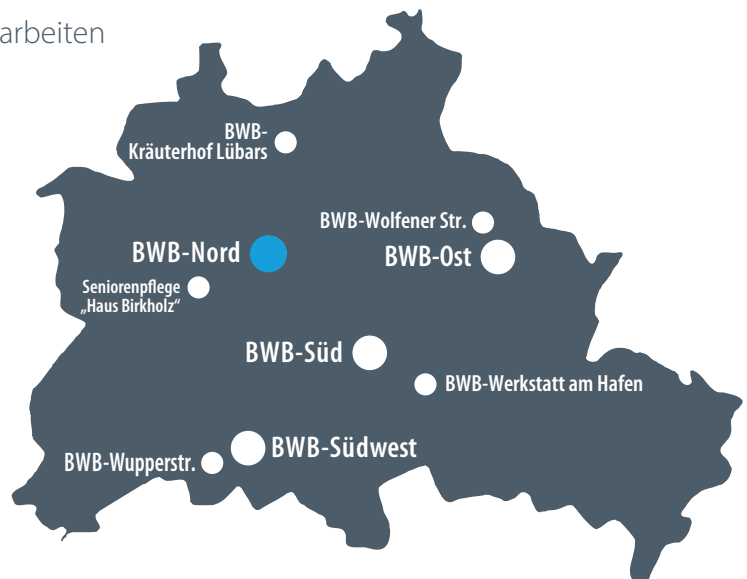 arbeiten
BWB-
Kräuterhof Lübars
BWB-Wolfener Str.
BWB-Nord
BWB-Ost
Seniorenpflege
„Haus Birkholz“
BWB-Süd
BWB-Werkstatt am Hafen
BWB-Südwest
BWB-Wupperstr.